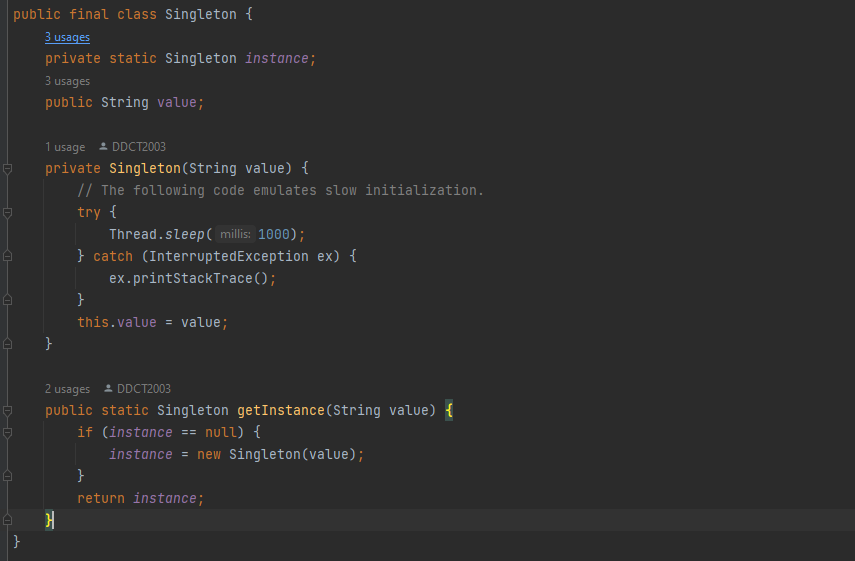 public final class Singleton {
3 usages
private static Singleton instance;
3 usages
public String value;
1 usage DDCT2003
private Singleton(String value) {
// The following code emulates slow initialization.
try {
Thread.sleep( millis: 1000);
} catch (InterruptedException ex) {
ex.printStackTrace();
}
this.value = value;
}
2 usages DDCT2003
public static Singleton getInstance(String value) {
if (instance == null) {
instance = new Singleton(value);
}
return instance;
}
}